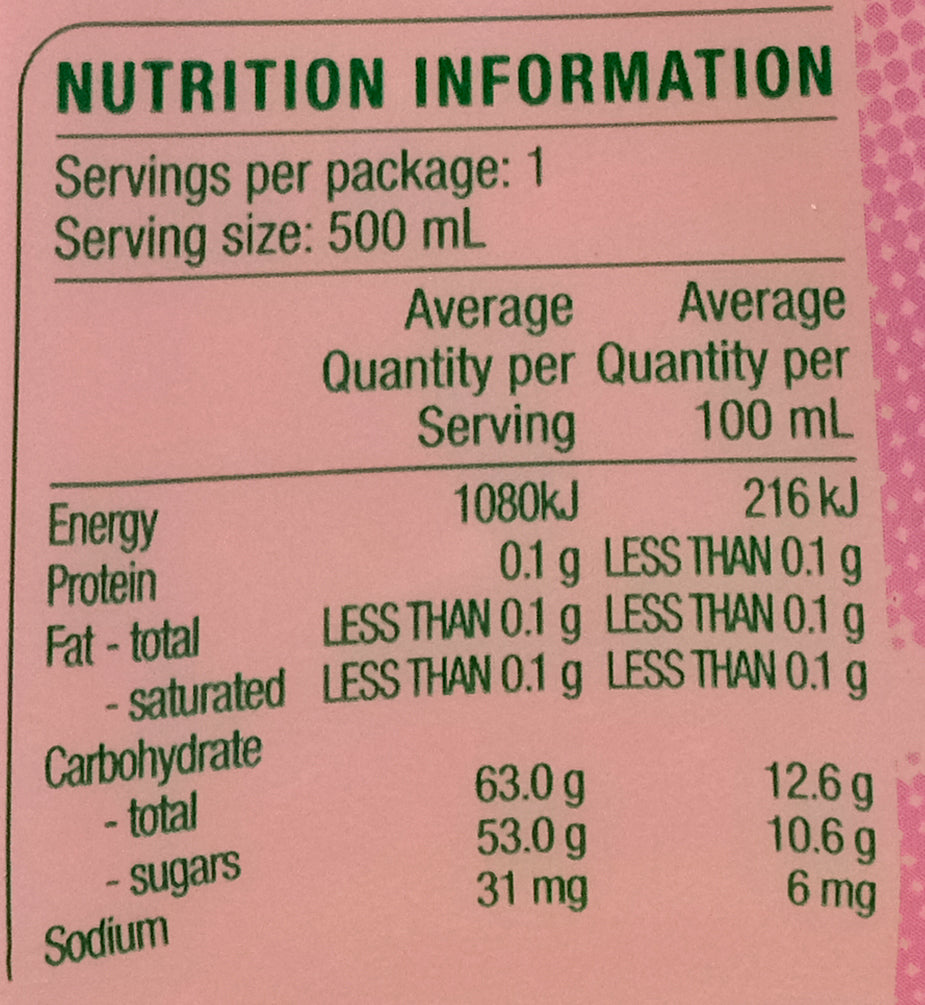 NUTRITION INFORMATION
Servings per package: 1
Serving size: 500 mL
Average Average
Quantity per Quantity per
Serving 100 mL
Energy 1080kJ 216 kJ
Protein 0.1 g LESS THAN 0.1 g
Fat - total LESS THAN 0.1 g LESS THAN 0.1 g
- saturated LESS THAN 0.1 g LESS THAN 0.1 g
Carbohydrate
- total 63.0 g 12.6 g
- sugars 53.0 g 10.6 g
Sodium 31 mg 6 mg